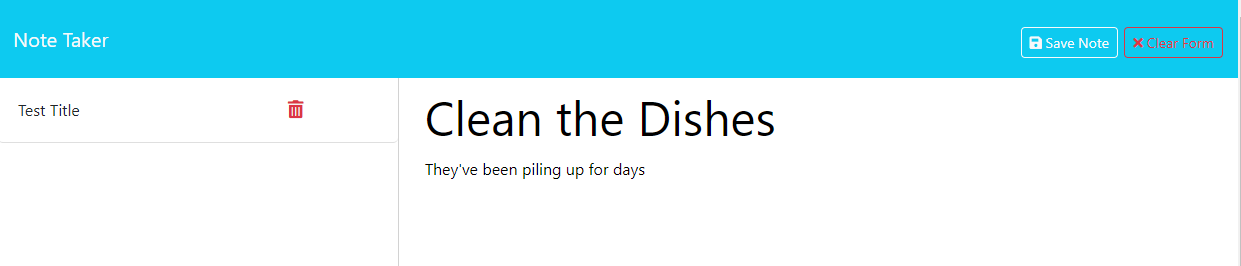 Note Taker
Save Note
Clear Form
Test Title
Clean the Dishes
They've been piling up for days